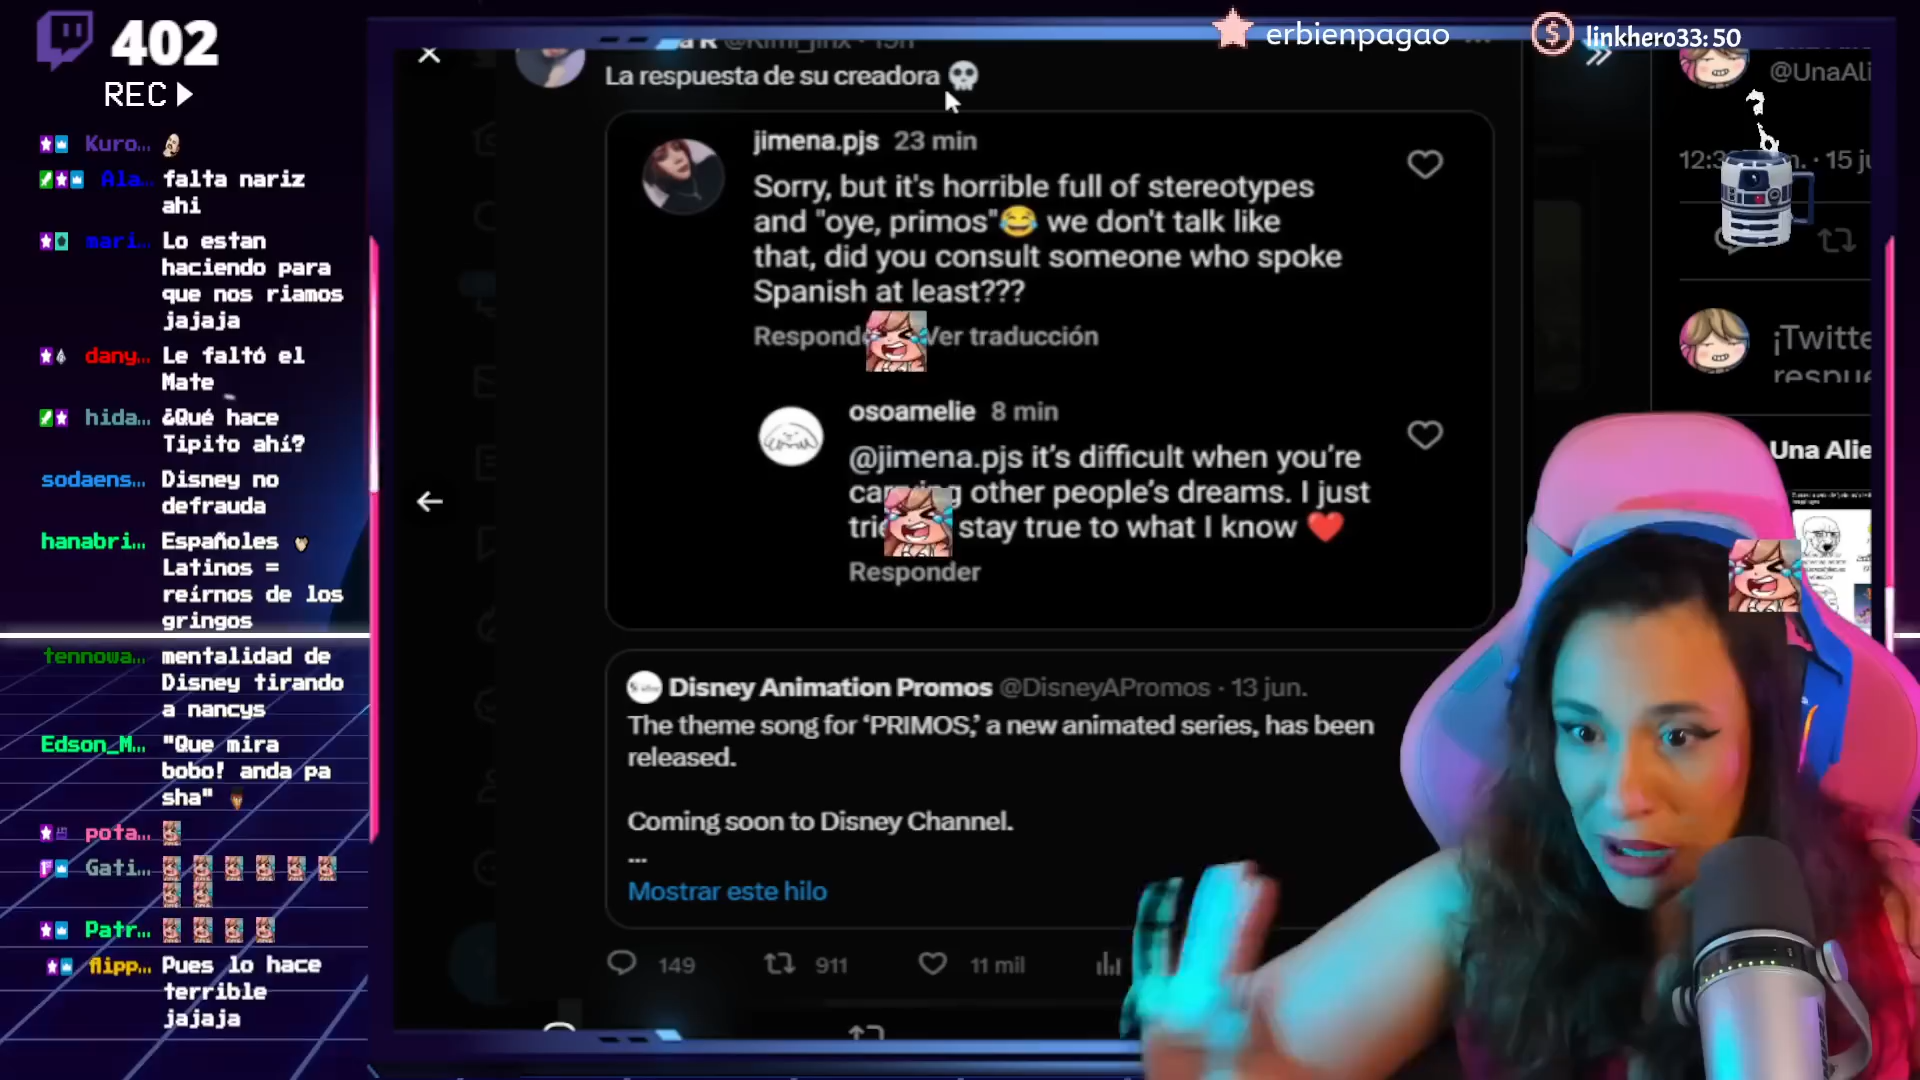 402
REC
erbienpagao
linkhero33: 50
Kuro...
Ala... falta nariz
ahi
mari... Lo estan
haciendo para
que nos riamos
jajaja
dany... Le faltó el
Mate
hida... ¿Qué hace
Tipito ahí?
sodaens... Disney no
defrauda
hanabri... Españoles
Latinos =
reírnos de los
gringos
tennowa... mentalidad de
Disney tirando
a nancys
Edson_M... "Que mira
bobo! anda pa
sha"
pota...
Gati...
Patr...
flipp... Pues lo hace
terrible
jajaja
La respuesta de su creadora 💀
jimena.pjs 23 min
Sorry, but it's horrible full of stereotypes
and "oye, primos"😂 we don't talk like
that, did you consult someone who spoke
Spanish at least???
Ver traducción
osoamelie 8 min
@jimena.pjs it's difficult when you're
other people's dreams. I just
stay true to what I know ❤️
Responder
Disney Animation Promos @DisneyAPromos · 13 jun.
The theme song for ‘PRIMOS,’ a new animated series, has been
released.
Coming soon to Disney Channel.
...
Mostrar este hilo
149 911 11 mil
@UnaAli
· 15 ju
¡Twitte
respue
Una Alie